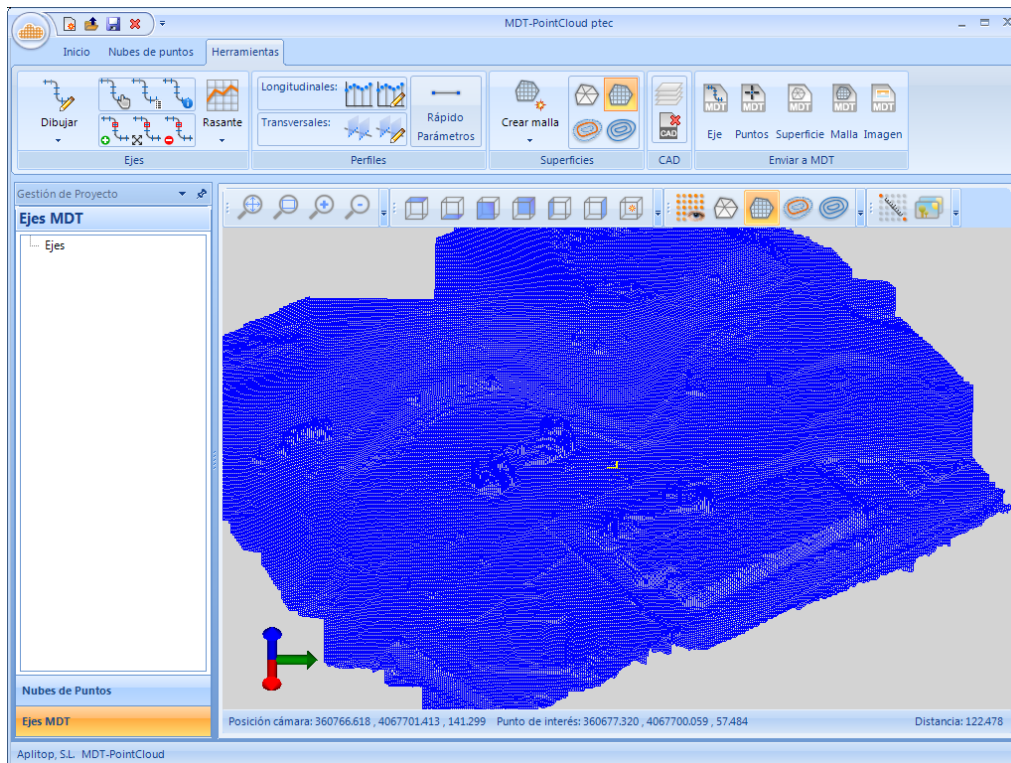 MDT-PointCloud ptec
Inicio Nubes de puntos Herramientas
Dibujar
Rasante
Ejes
Longitudinales:
Transversales:
Rápido
Parámetros
Perfiles
Crear malla
Superficies
CAD
CAD
MDT MDT MDT MDT MDT
Eje Puntos Superficie Malla Imagen
Enviar a MDT
Gestión de Proyecto
Ejes MDT
Ejes
Nubes de Puntos
Ejes MDT
Posición cámara: 360766.618 , 4067701.413 , 141.299 Punto de interés: 360677.320 , 4067700.059 , 57.484 Distancia: 122.478
Aplitop, S.L. MDT-PointCloud